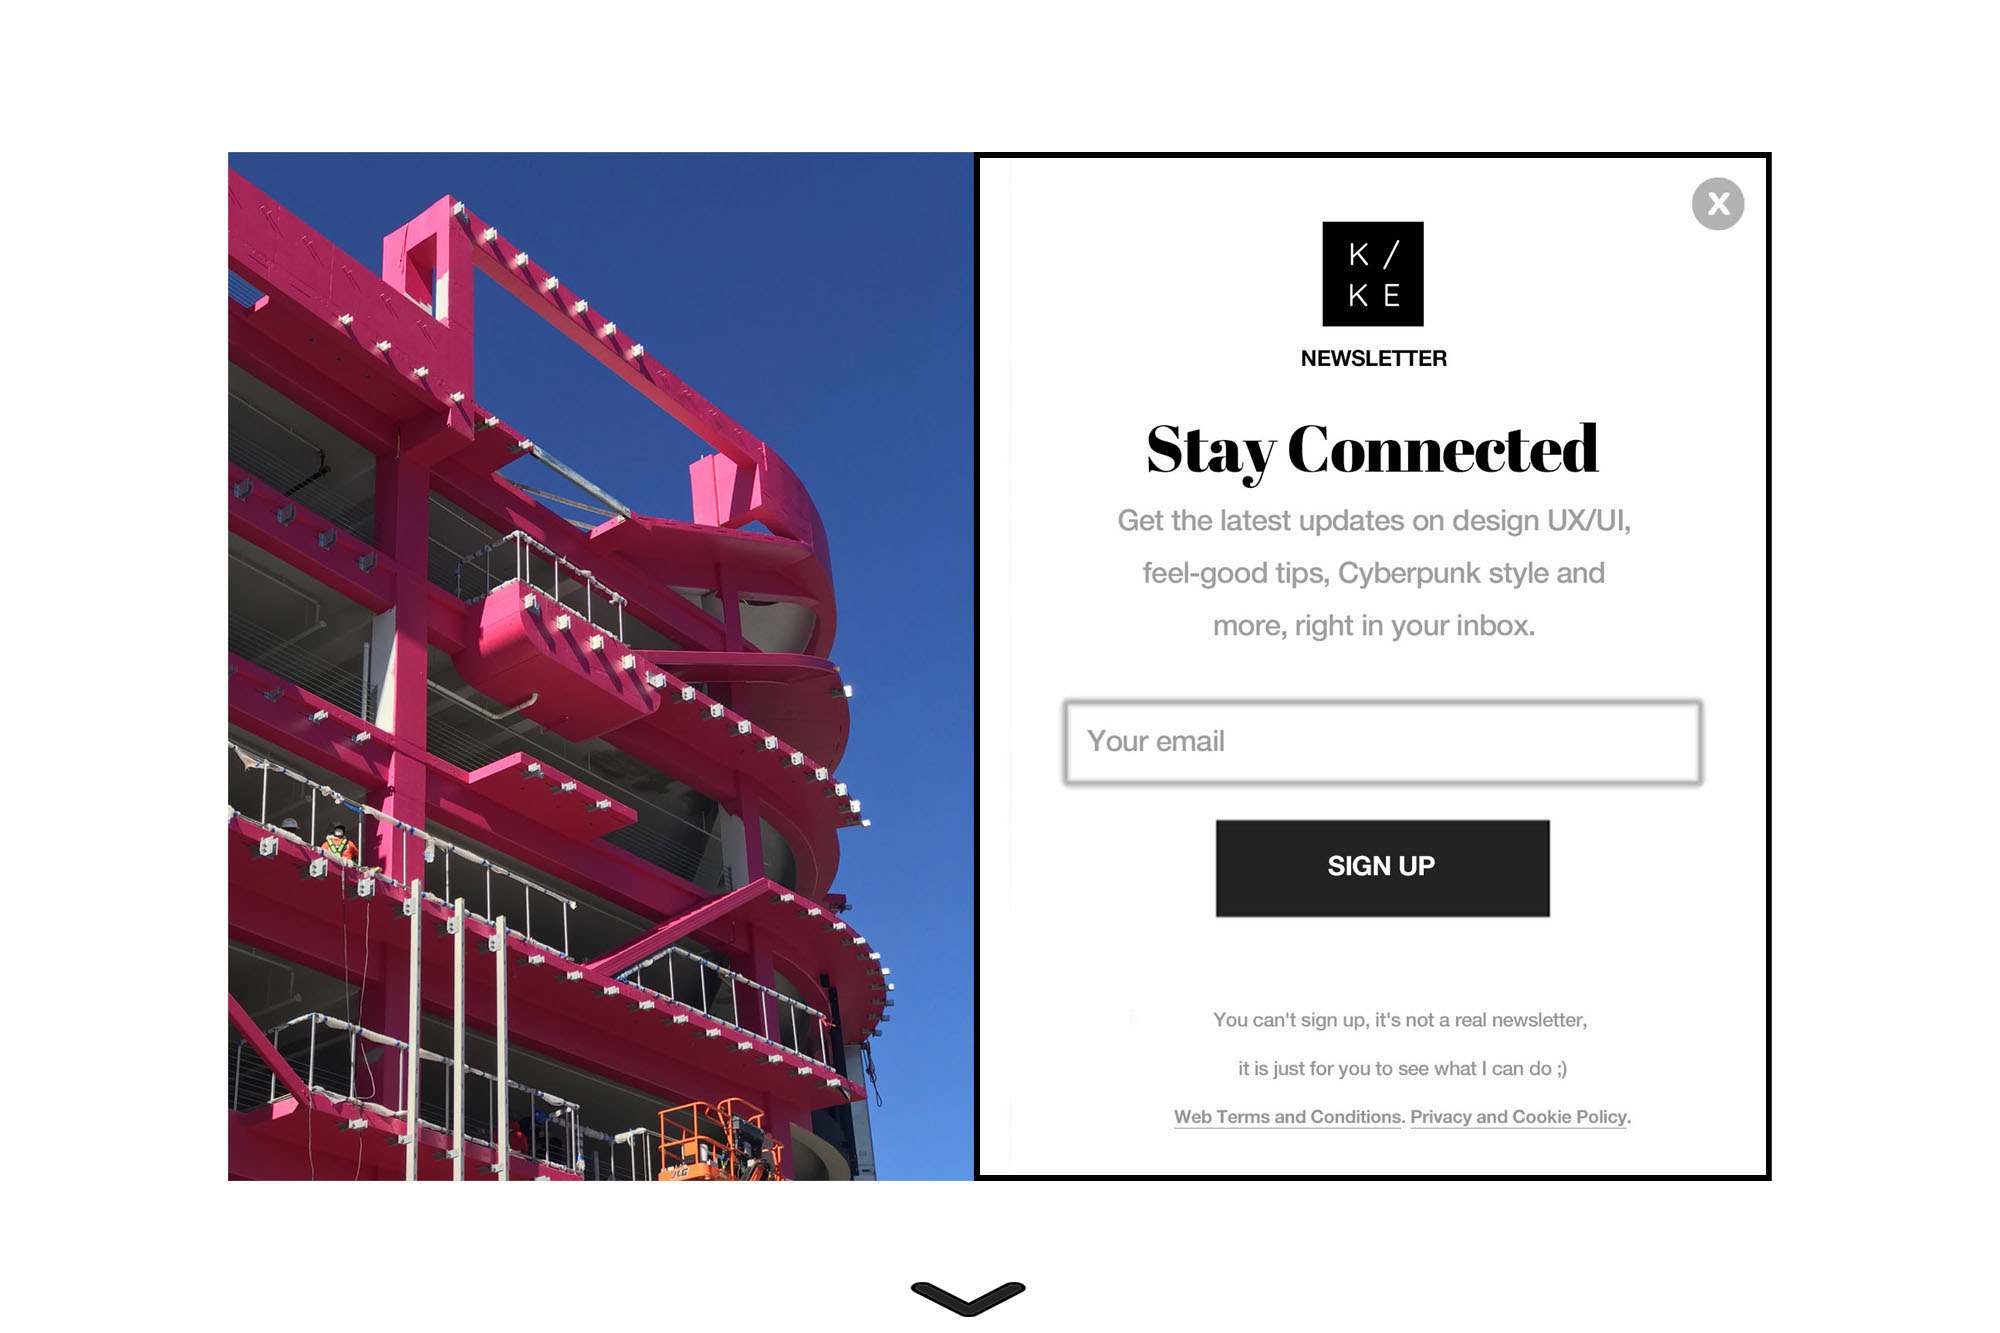 X
K /
K E
NEWSLETTER
Stay Connected
Get the latest updates on design UX/UI,
feel-good tips, Cyberpunk style and
more, right in your inbox.
Your email
SIGN UP
You can't sign up, it's not a real newsletter,
it is just for you to see what I can do ;)
Web Terms and Conditions. Privacy and Cookie Policy.
JLG